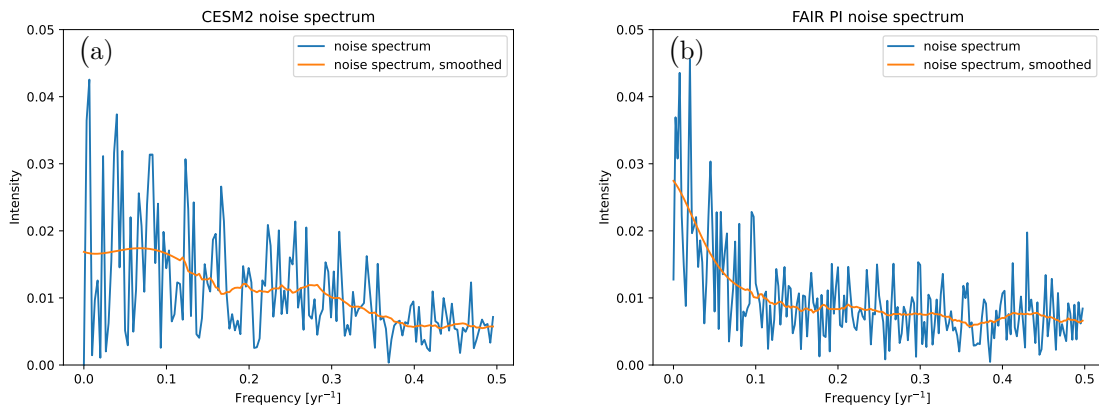 CESM2 noise spectrum
(a)
noise spectrum
noise spectrum, smoothed
0.05
0.04
0.03
0.02
0.01
0.00
Intensity
0.0 0.1 0.2 0.3 0.4 0.5
Frequency [yr⁻¹]
FAIR PI noise spectrum
(b)
noise spectrum
noise spectrum, smoothed
0.05
0.04
0.03
0.02
0.01
0.00
Intensity
0.0 0.1 0.2 0.3 0.4 0.5
Frequency [yr⁻¹]